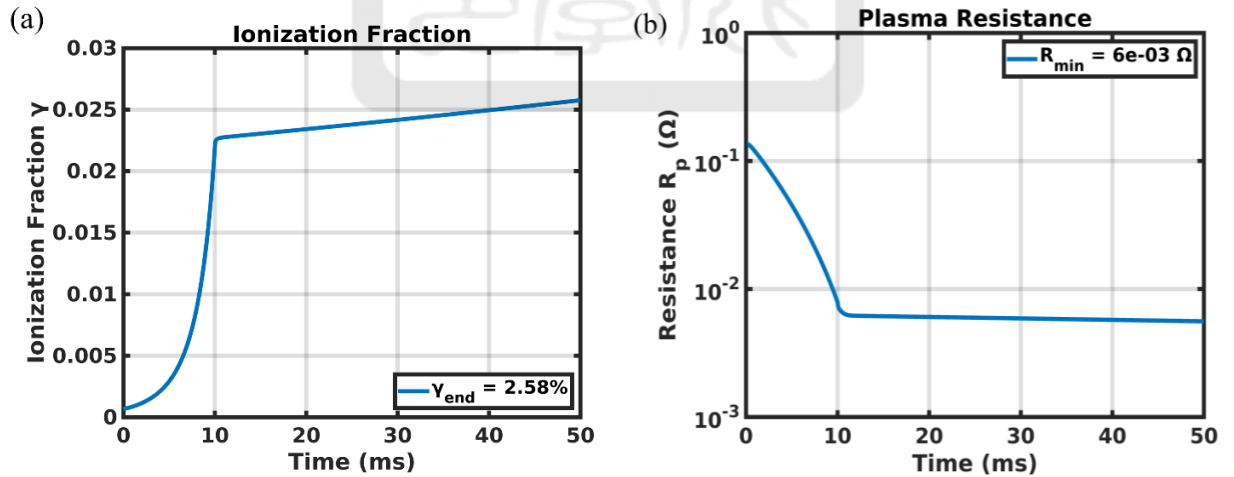 (a)
Ionization Fraction
Ionization Fraction γ
0.03
0.025
0.02
0.015
0.01
0.005
0
0 10 20 30 40 50
Time (ms)
γend = 2.58%
(b)
Plasma Resistance
Resistance Rp (Ω)
10^0
10^-1
10^-2
10^-3
0 10 20 30 40 50
Time (ms)
Rmin = 6e-03 Ω